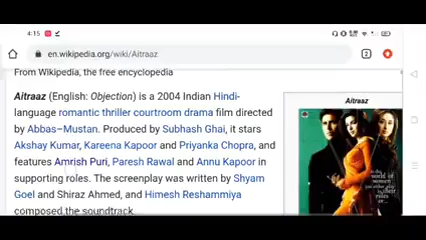 4:15
en.wikipedia.org/wiki/Aitraaz
2
From Wikipedia, the free encyclopedia
Aitraaz (English: Objection) is a 2004 Indian Hindi-
language romantic thriller courtroom drama film directed
by Abbas–Mustan. Produced by Subhash Ghai, it stars
Akshay Kumar, Kareena Kapoor and Priyanka Chopra, and
features Amrish Puri, Paresh Rawal and Annu Kapoor in
supporting roles. The screenplay was written by Shyam
Goel and Shiraz Ahmed, and Himesh Reshammiya
composed the soundtrack.
Aitraaz